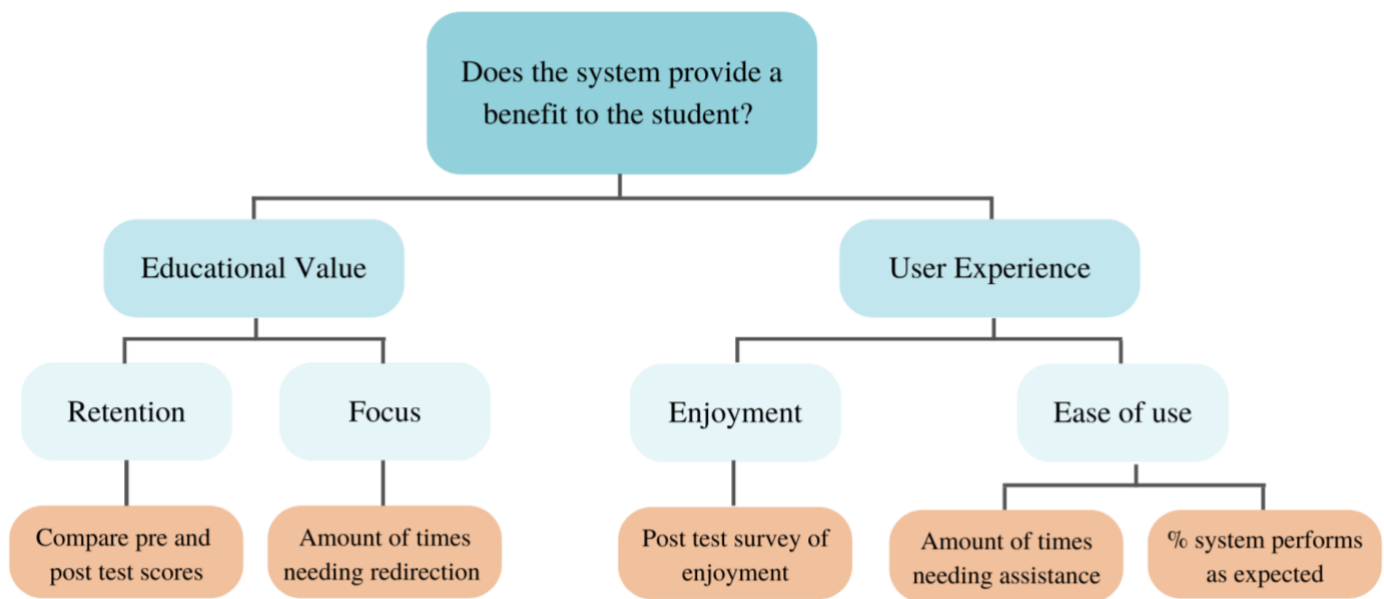 Does the system provide a
benefit to the student?
Educational Value
User Experience
Retention
Focus
Enjoyment
Ease of use
Compare pre and
post test scores
Amount of times
needing redirection
Post test survey of
enjoyment
Amount of times
needing assistance
% system performs
as expected